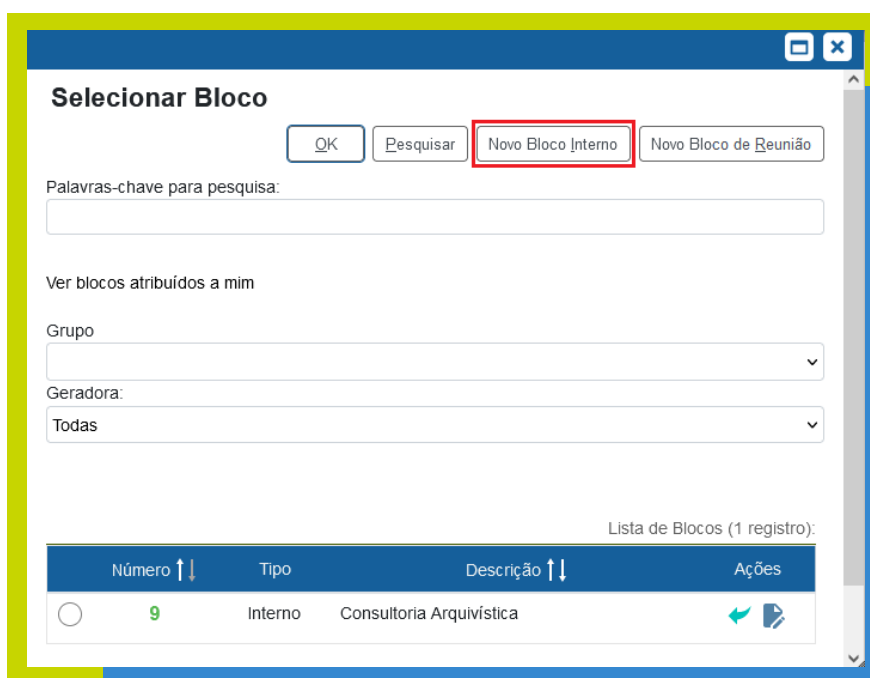 Selecionar Bloco
OK Pesquisar Novo Bloco Interno Novo Bloco de Reunião
Palavras-chave para pesquisa:
Ver blocos atribuídos a mim
Grupo
Geradora:
Todas
Lista de Blocos (1 registro):
Número Tipo Descrição Ações
9 Interno Consultoria Arquivística